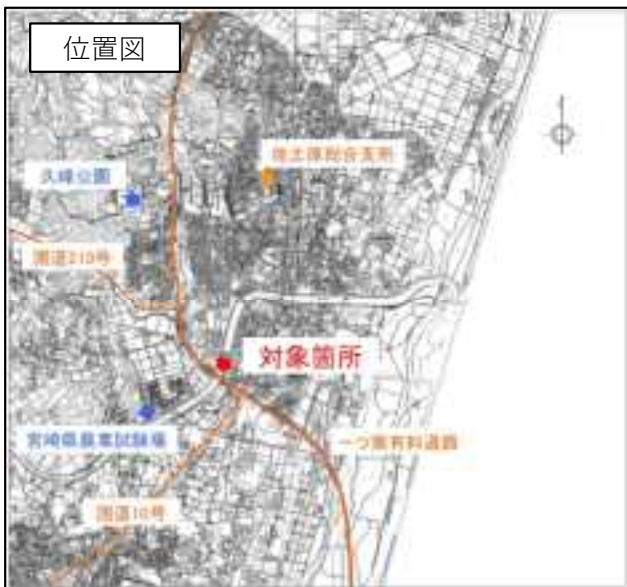 位置図
佐土原総合支所
久峰公園
国道219号
対象箇所
宮崎県農業試験場
一つ葉有料道路
国道10号